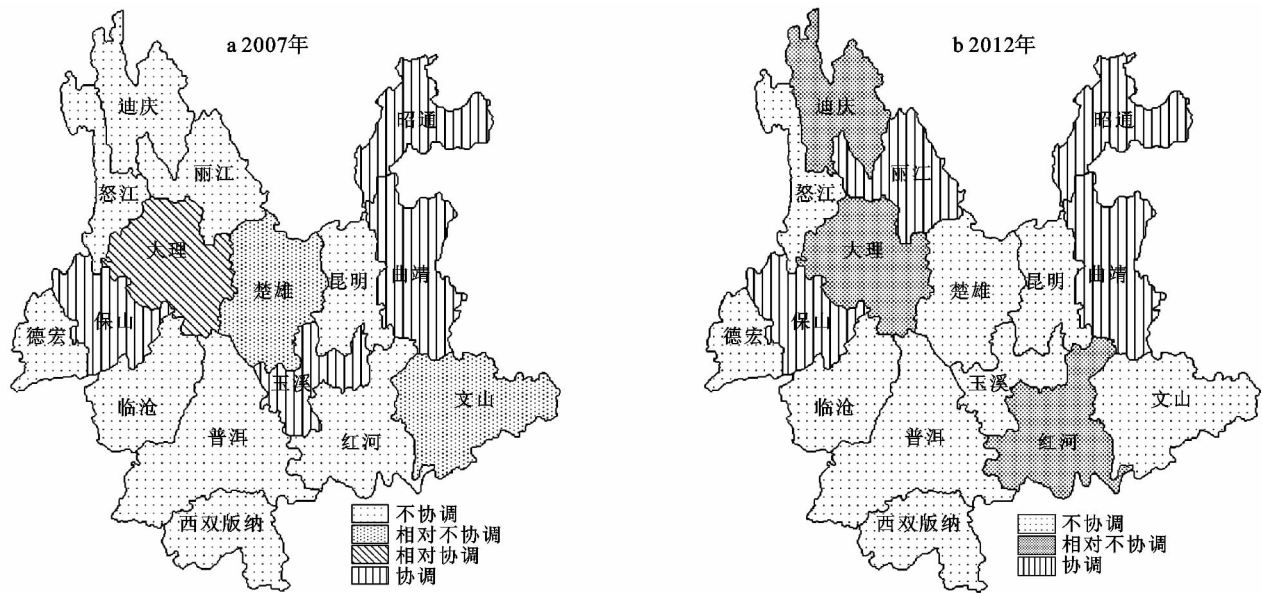 a 2007年
迪庆
昭通
丽江
怒江
大理
楚雄
昆明
曲靖
保山
德宏
玉溪
文山
临沧
普洱
红河
西双版纳
不协调
相对不协调
相对协调
协调
b 2012年
迪庆
昭通
丽江
怒江
大理
楚雄
昆明
曲靖
保山
德宏
玉溪
文山
临沧
普洱
红河
西双版纳
不协调
相对不协调
协调